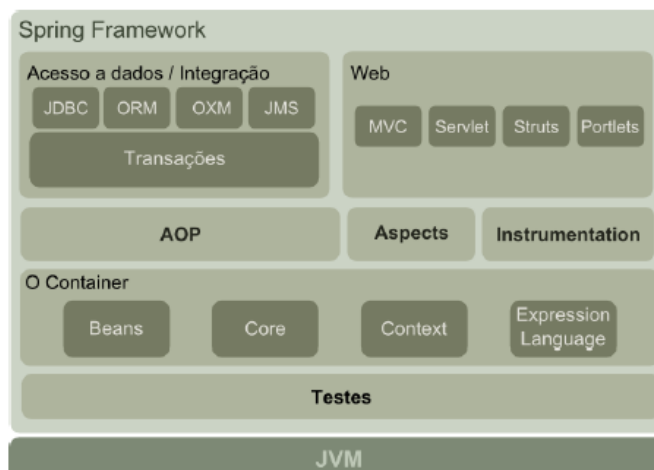 Spring Framework
Acesso a dados / Integração
JDBC ORM OXM JMS
Transações
Web
MVC Servlet Struts Portlets
AOP
Aspects
Instrumentation
O Container
Beans
Core
Context
Expression
Language
Testes
JVM